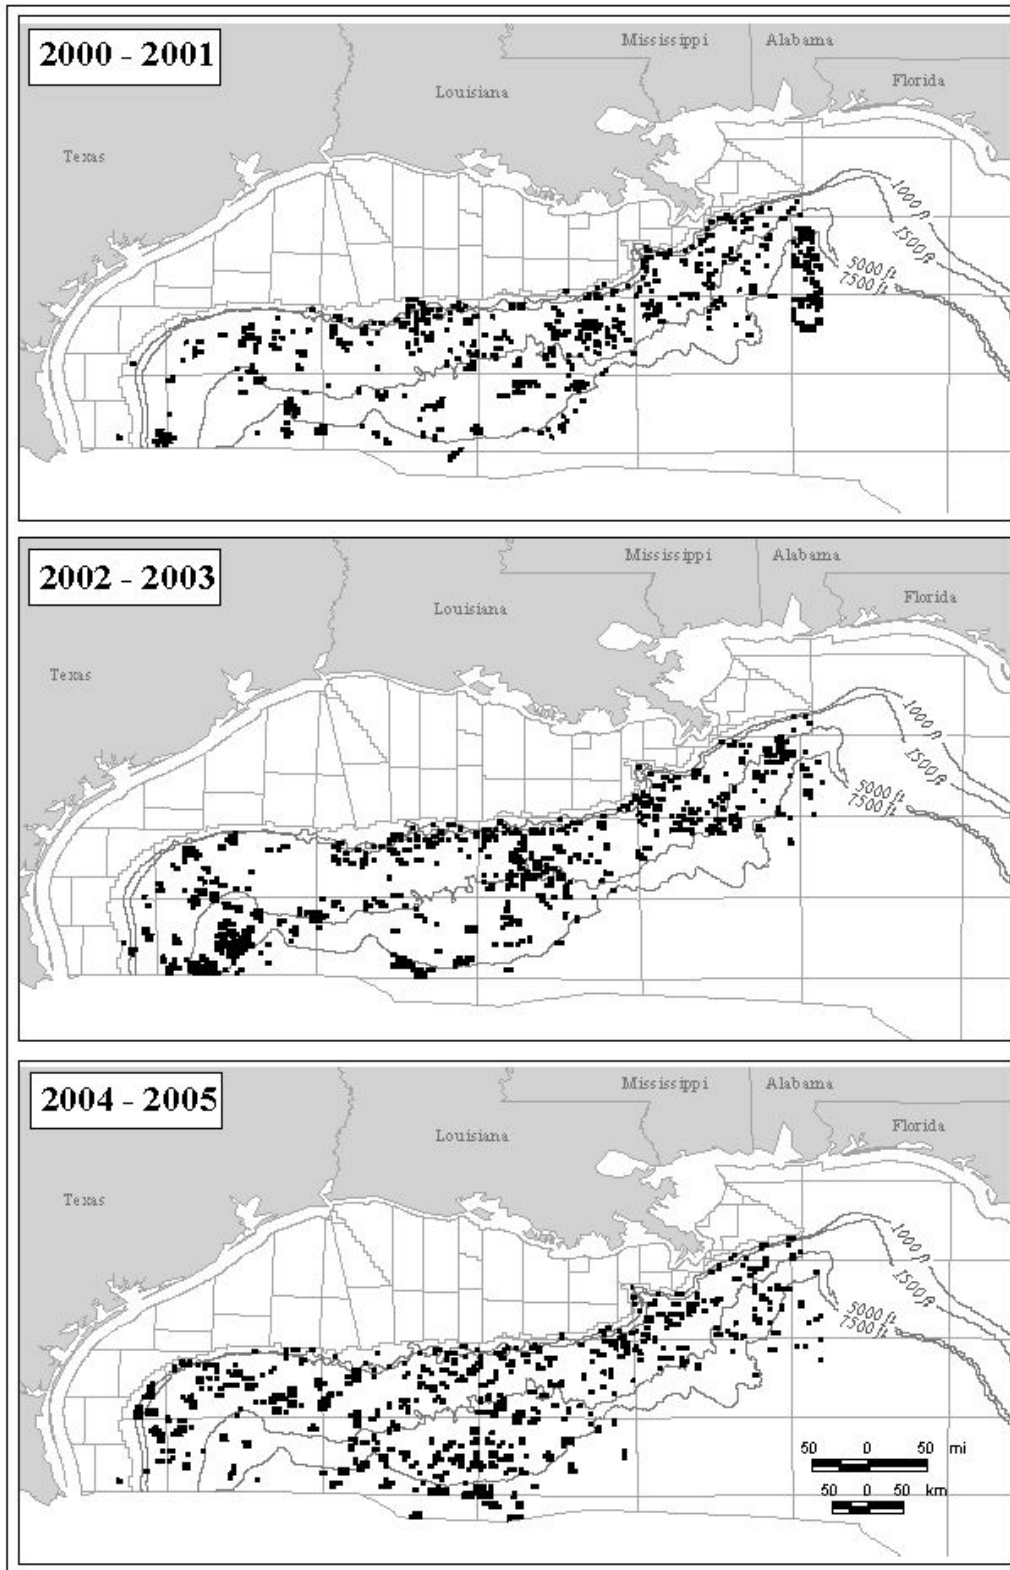 2000 - 2001
Mississippi
Alabama
Florida
Louisiana
Texas
1000 ft
1500 ft
5000 ft
7500 ft
2002 - 2003
Mississippi
Alabama
Florida
Louisiana
Texas
1000 ft
1500 ft
5000 ft
7500 ft
2004 - 2005
Mississippi
Alabama
Florida
Louisiana
Texas
1000 ft
1500 ft
5000 ft
7500 ft
50 0 50 mi
50 0 50 km